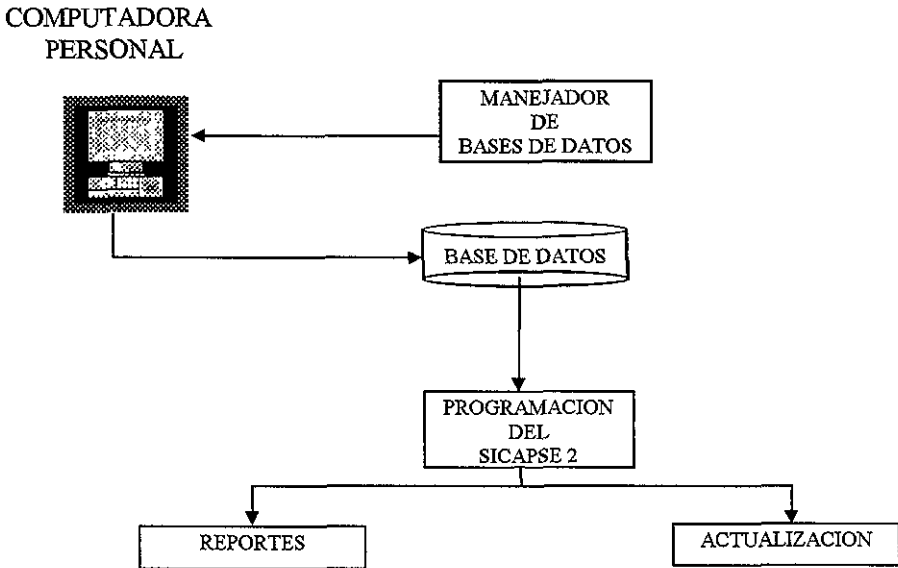 COMPUTADORA
PERSONAL
MANEJADOR
DE
BASES DE DATOS
BASE DE DATOS
PROGRAMACION
DEL
SICAPSE 2
REPORTES
ACTUALIZACION